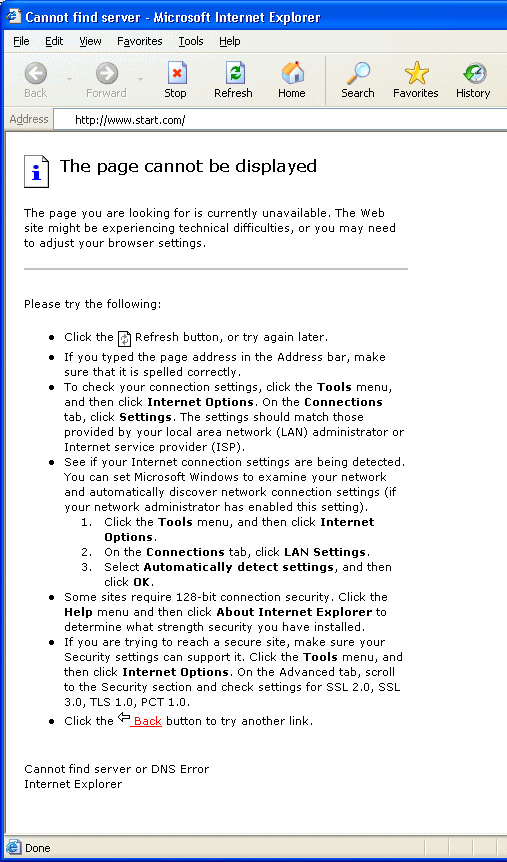 Cannot find server - Microsoft Internet Explorer
File Edit View Favorites Tools Help
Back Forward Stop Refresh Home Search Favorites History
Address http://www.start.com/
The page cannot be displayed
The page you are looking for is currently unavailable. The Web
site might be experiencing technical difficulties, or you may need
to adjust your browser settings.
Please try the following:
• Click the Refresh button, or try again later.
• If you typed the page address in the Address bar, make
sure that it is spelled correctly.
• To check your connection settings, click the Tools menu,
and then click Internet Options. On the Connections
tab, click Settings. The settings should match those
provided by your local area network (LAN) administrator or
Internet service provider (ISP).
• See if your Internet connection settings are being detected.
You can set Microsoft Windows to examine your network
and automatically discover network connection settings (if
your network administrator has enabled this setting).
1. Click the Tools menu, and then click Internet
Options.
2. On the Connections tab, click LAN Settings.
3. Select Automatically detect settings, and then
click OK.
• Some sites require 128-bit connection security. Click the
Help menu and then click About Internet Explorer to
determine what strength security you have installed.
• If you are trying to reach a secure site, make sure your
Security settings can support it. Click the Tools menu, and
then click Internet Options. On the Advanced tab, scroll
to the Security section and check settings for SSL 2.0, SSL
3.0, TLS 1.0, PCT 1.0.
• Click the Back button to try another link.
Cannot find server or DNS Error
Internet Explorer
Done